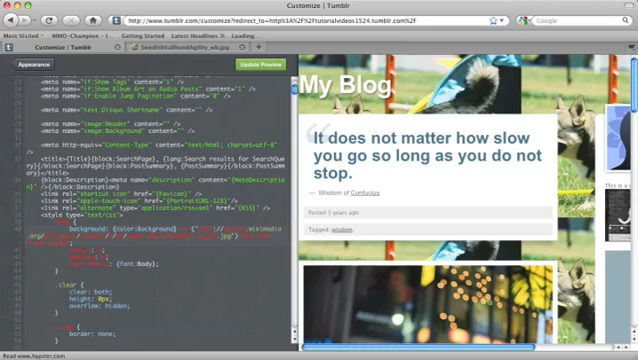 Customize | Tumblr
http://www.tumblr.com/customize?redirect_to=http%3A%2F%2Ftutorialvideos1524.tumblr.com%2F
Google
Most Visited
MMO-Champion
Getting Started
Latest Headlines
Customize | Tumblr
SwedishVallhundAgility_wb.jpg...
Appearance
Update Preview
<meta name="if:Show Tags" content="1" />
<meta name="if:Show Album Art on Audio Posts" content="1" />
<meta name="if:Enable Jump Pagination" content="0" />
<meta name="text:Disqus Shortname" content="" />
<meta name="image:Header" content="" />
<meta name="image:Background" content="" />
<meta http-equiv="Content-Type" content="text/html; charset=utf-8" />
<title>{Title}{block:SearchPage}, {lang:Search results for SearchQuery}{/block:SearchPage}{block:PostSummary}, {PostSummary}{/block:PostSummary}</title>
{block:Description}<meta name="description" content="{MetaDescription}" />{/block:Description}
<link rel="shortcut icon" href="{Favicon}" />
<link rel="apple-touch-icon" href="{PortraitURL-128}"/>
<link rel="alternate" type="application/rss+xml" href="{RSS}" />
<style type="text/css">
background: {color:Background}
{font:Body};
}
.clear {
clear: both;
height: 0px;
overflow: hidden;
}
border: none;
}
My Blog
It does not matter how slow
you go so long as you do not
stop.
— Wisdom of Confucius
Posted 3 years ago
Tagged: wisdom.
Read www.hypster.com